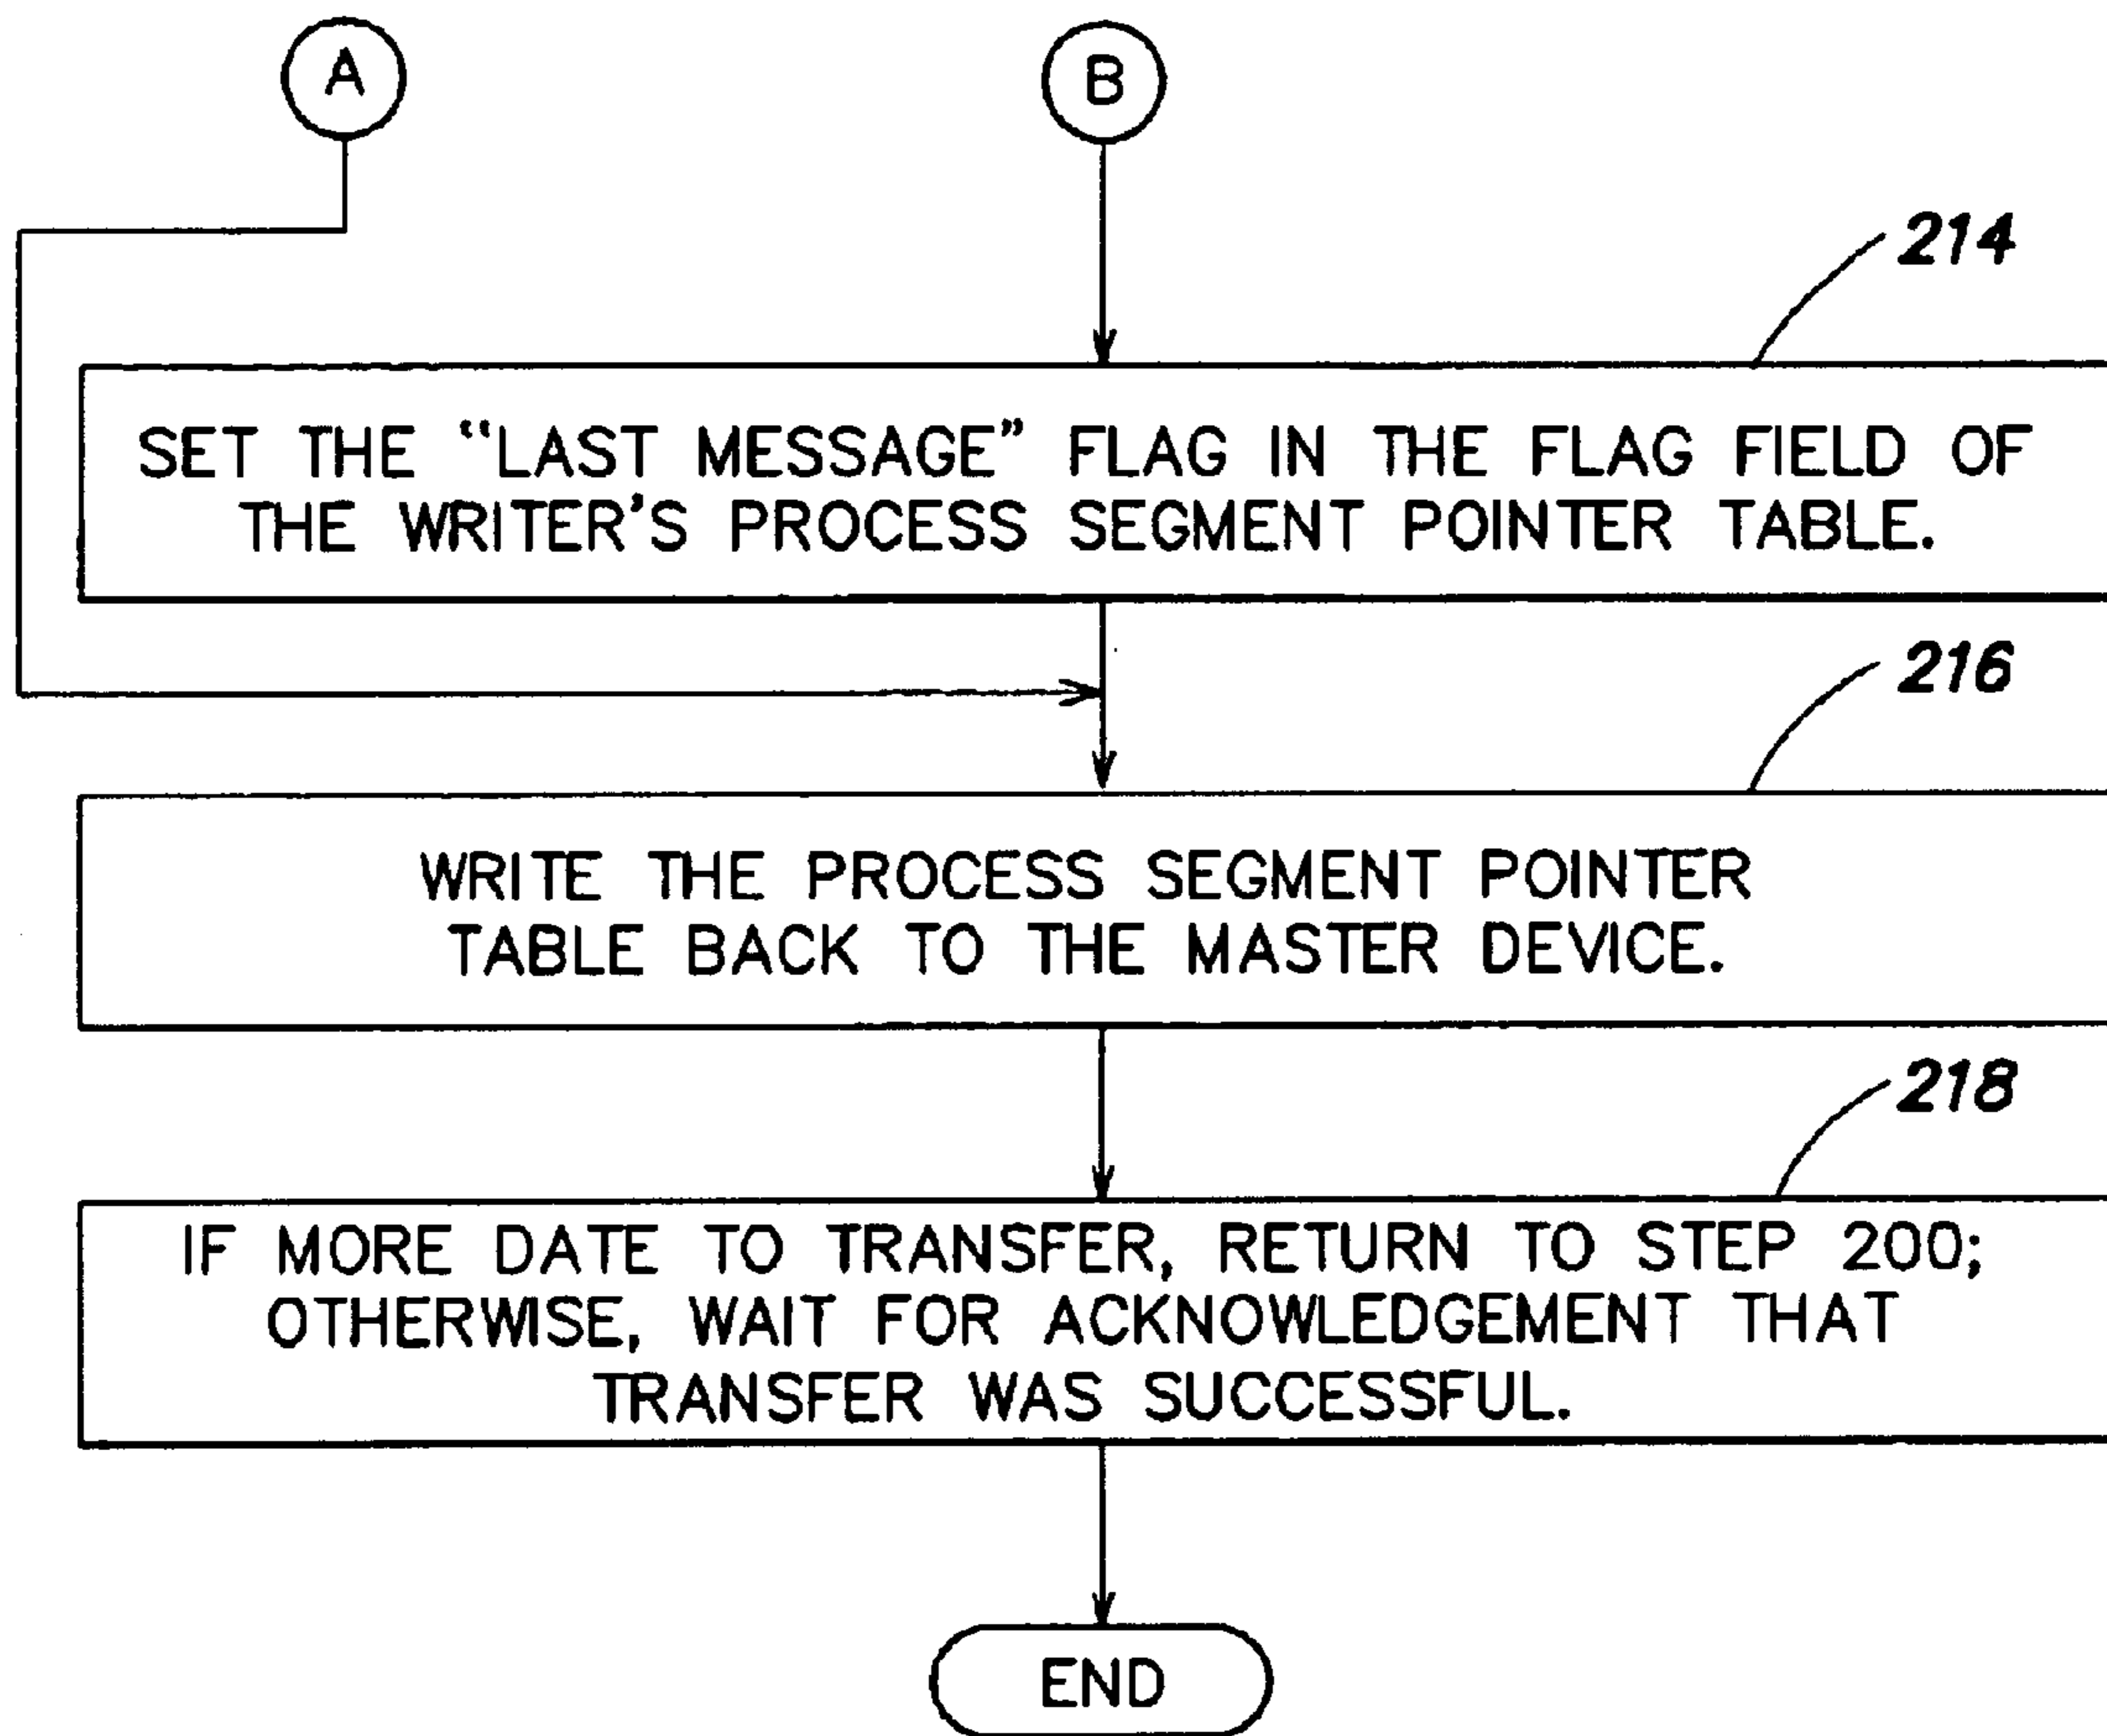 A
B
214
SET THE “LAST MESSAGE” FLAG IN THE FLAG FIELD OF
THE WRITER’S PROCESS SEGMENT POINTER TABLE.
216
WRITE THE PROCESS SEGMENT POINTER
TABLE BACK TO THE MASTER DEVICE.
218
IF MORE DATE TO TRANSFER, RETURN TO STEP 200;
OTHERWISE, WAIT FOR ACKNOWLEDGEMENT THAT
TRANSFER WAS SUCCESSFUL.
END